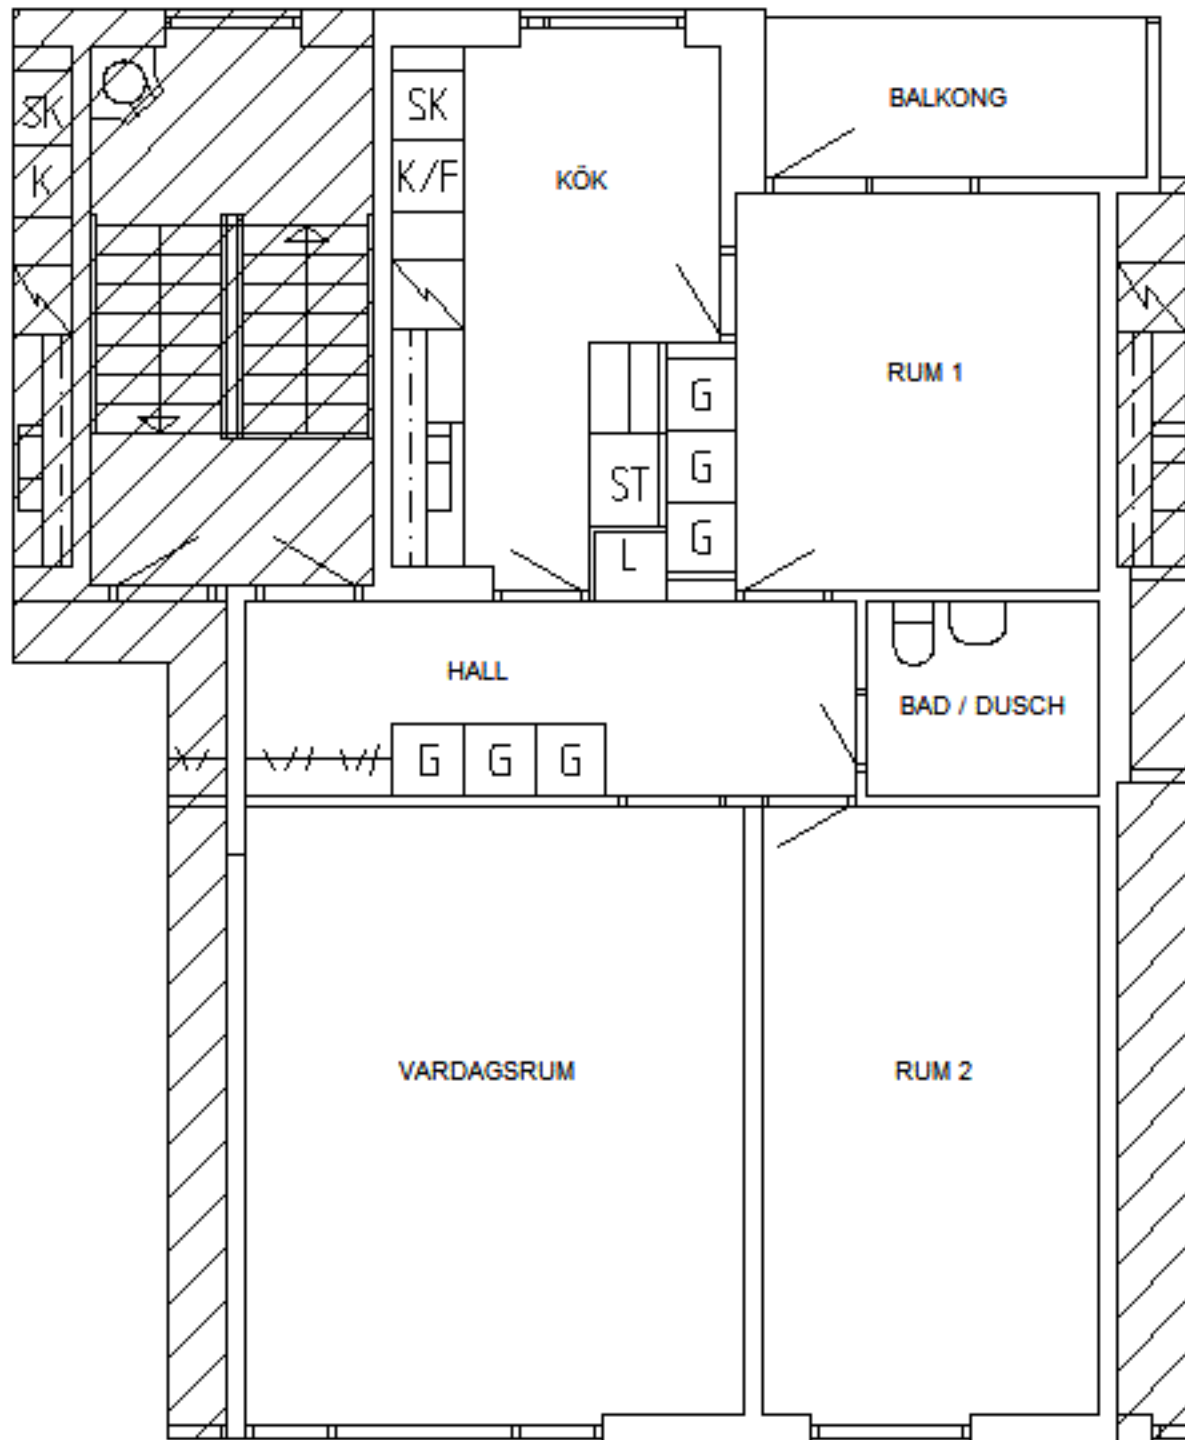 SK
SK
BALKONG
K
K/F
KÖK
RUM 1
G
G
ST
G
L
HALL
BAD / DUSCH
G
G
G
VARDAGSRUM
RUM 2